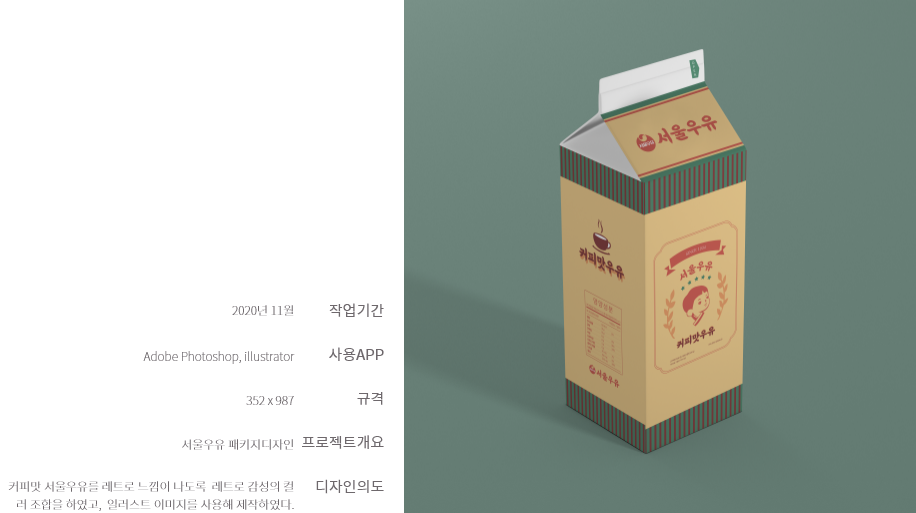 2020년 11월 작업기간
Adobe Photoshop, illustrator 사용APP
352 x 987 규격
서울우유 패키지디자인 프로젝트개요
커피맛 서울우유를 레트로 느낌이 나도록 레트로 감성의 컬 디자인의도
러 조합을 하였고, 일러스트 이미지를 사용해 제작하였다.
서울우유
커피맛우유
영양정보
서울우유
서울우유
커피맛우유